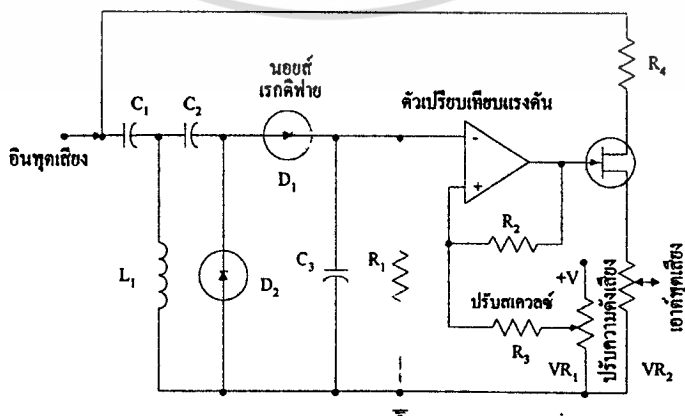 นอยส์
เรกติฟาย
ตัวเปรียบเทียบแรงดัน
R₄
C₁
C₂
อินพุตเสียง
D₁
-
+
R₂
L₁
D₂
C₃
R₁
+V
ปรับสเควลซ์
R₃
VR₁
ปรับความดังเสียง
VR₂
เอาต์พุตเสียง